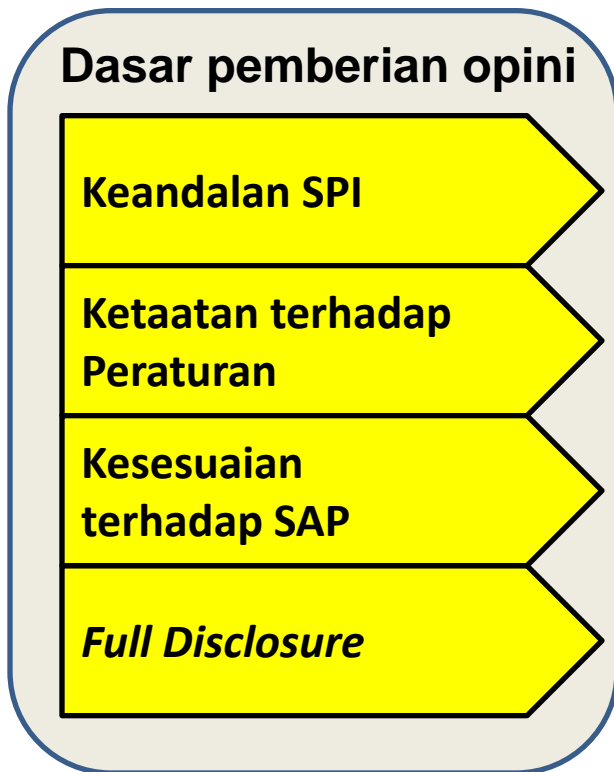 Dasar pemberian opini
Keandalan SPI
Ketaatan terhadap
Peraturan
Kesesuaian
terhadap SAP
Full Disclosure